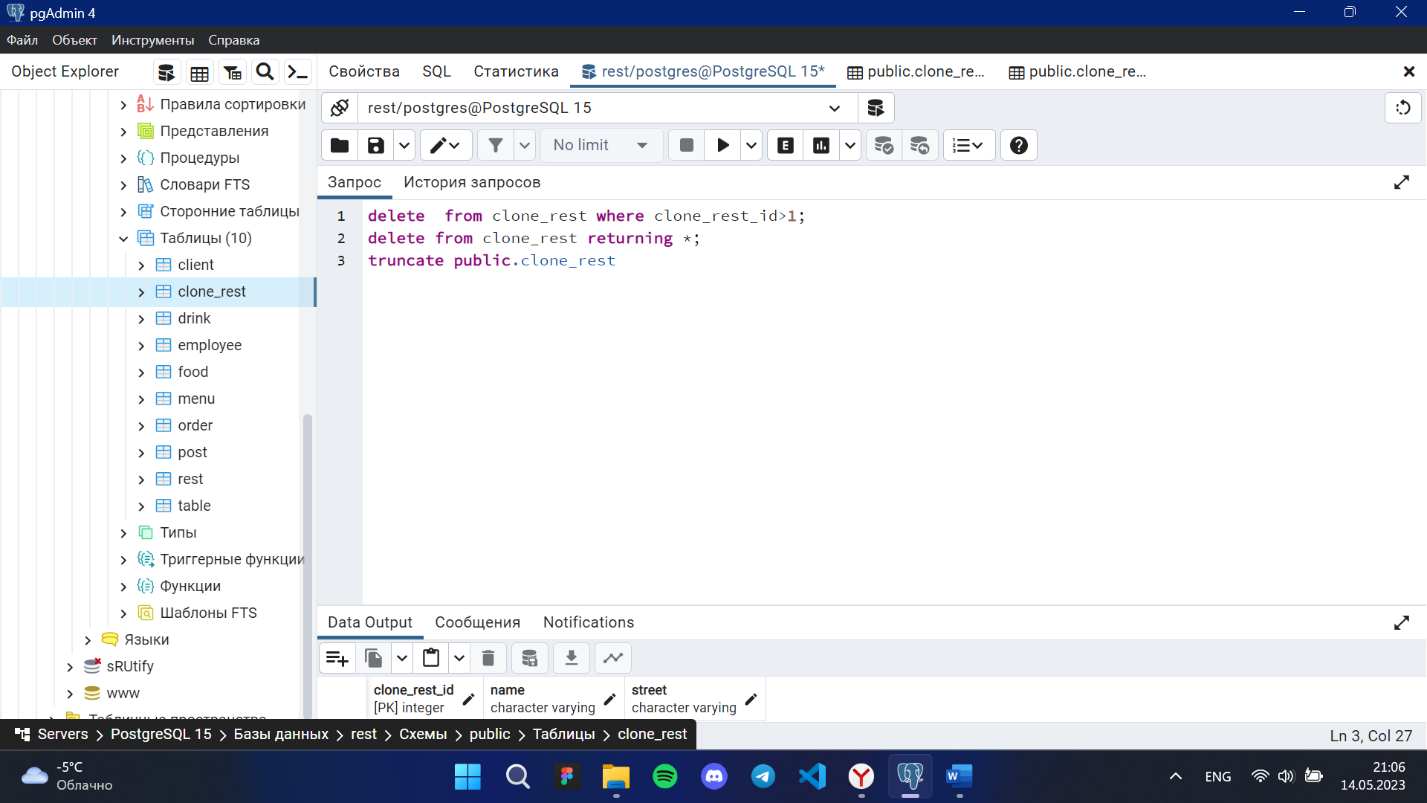 pgAdmin 4
Файл Объект Инструменты Справка
Object Explorer
Свойства SQL Статистика rest/postgres@PostgreSQL 15* public.clone_re... public.clone_re...
Правила сортировки
Представления
Процедуры
Словари FTS
Сторонние таблицы
Таблицы (10)
client
clone_rest
drink
employee
food
menu
order
post
rest
table
Типы
Триггерные функции
Функции
Шаблоны FTS
Языки
sRUtify
www
Табличные пространства
rest/postgres@PostgreSQL 15
No limit
E
Запрос История запросов
1 delete  from clone_rest where clone_rest_id>1;
2 delete from clone_rest returning *;
3 truncate public.clone_rest
Data Output Сообщения Notifications
clone_rest_id name street
[PK] integer character varying character varying
Servers > PostgreSQL 15 > Базы данных > rest > Схемы > public > Таблицы > clone_rest
Ln 3, Col 27
-5°C
Облачно
ENG
21:06
14.05.2023